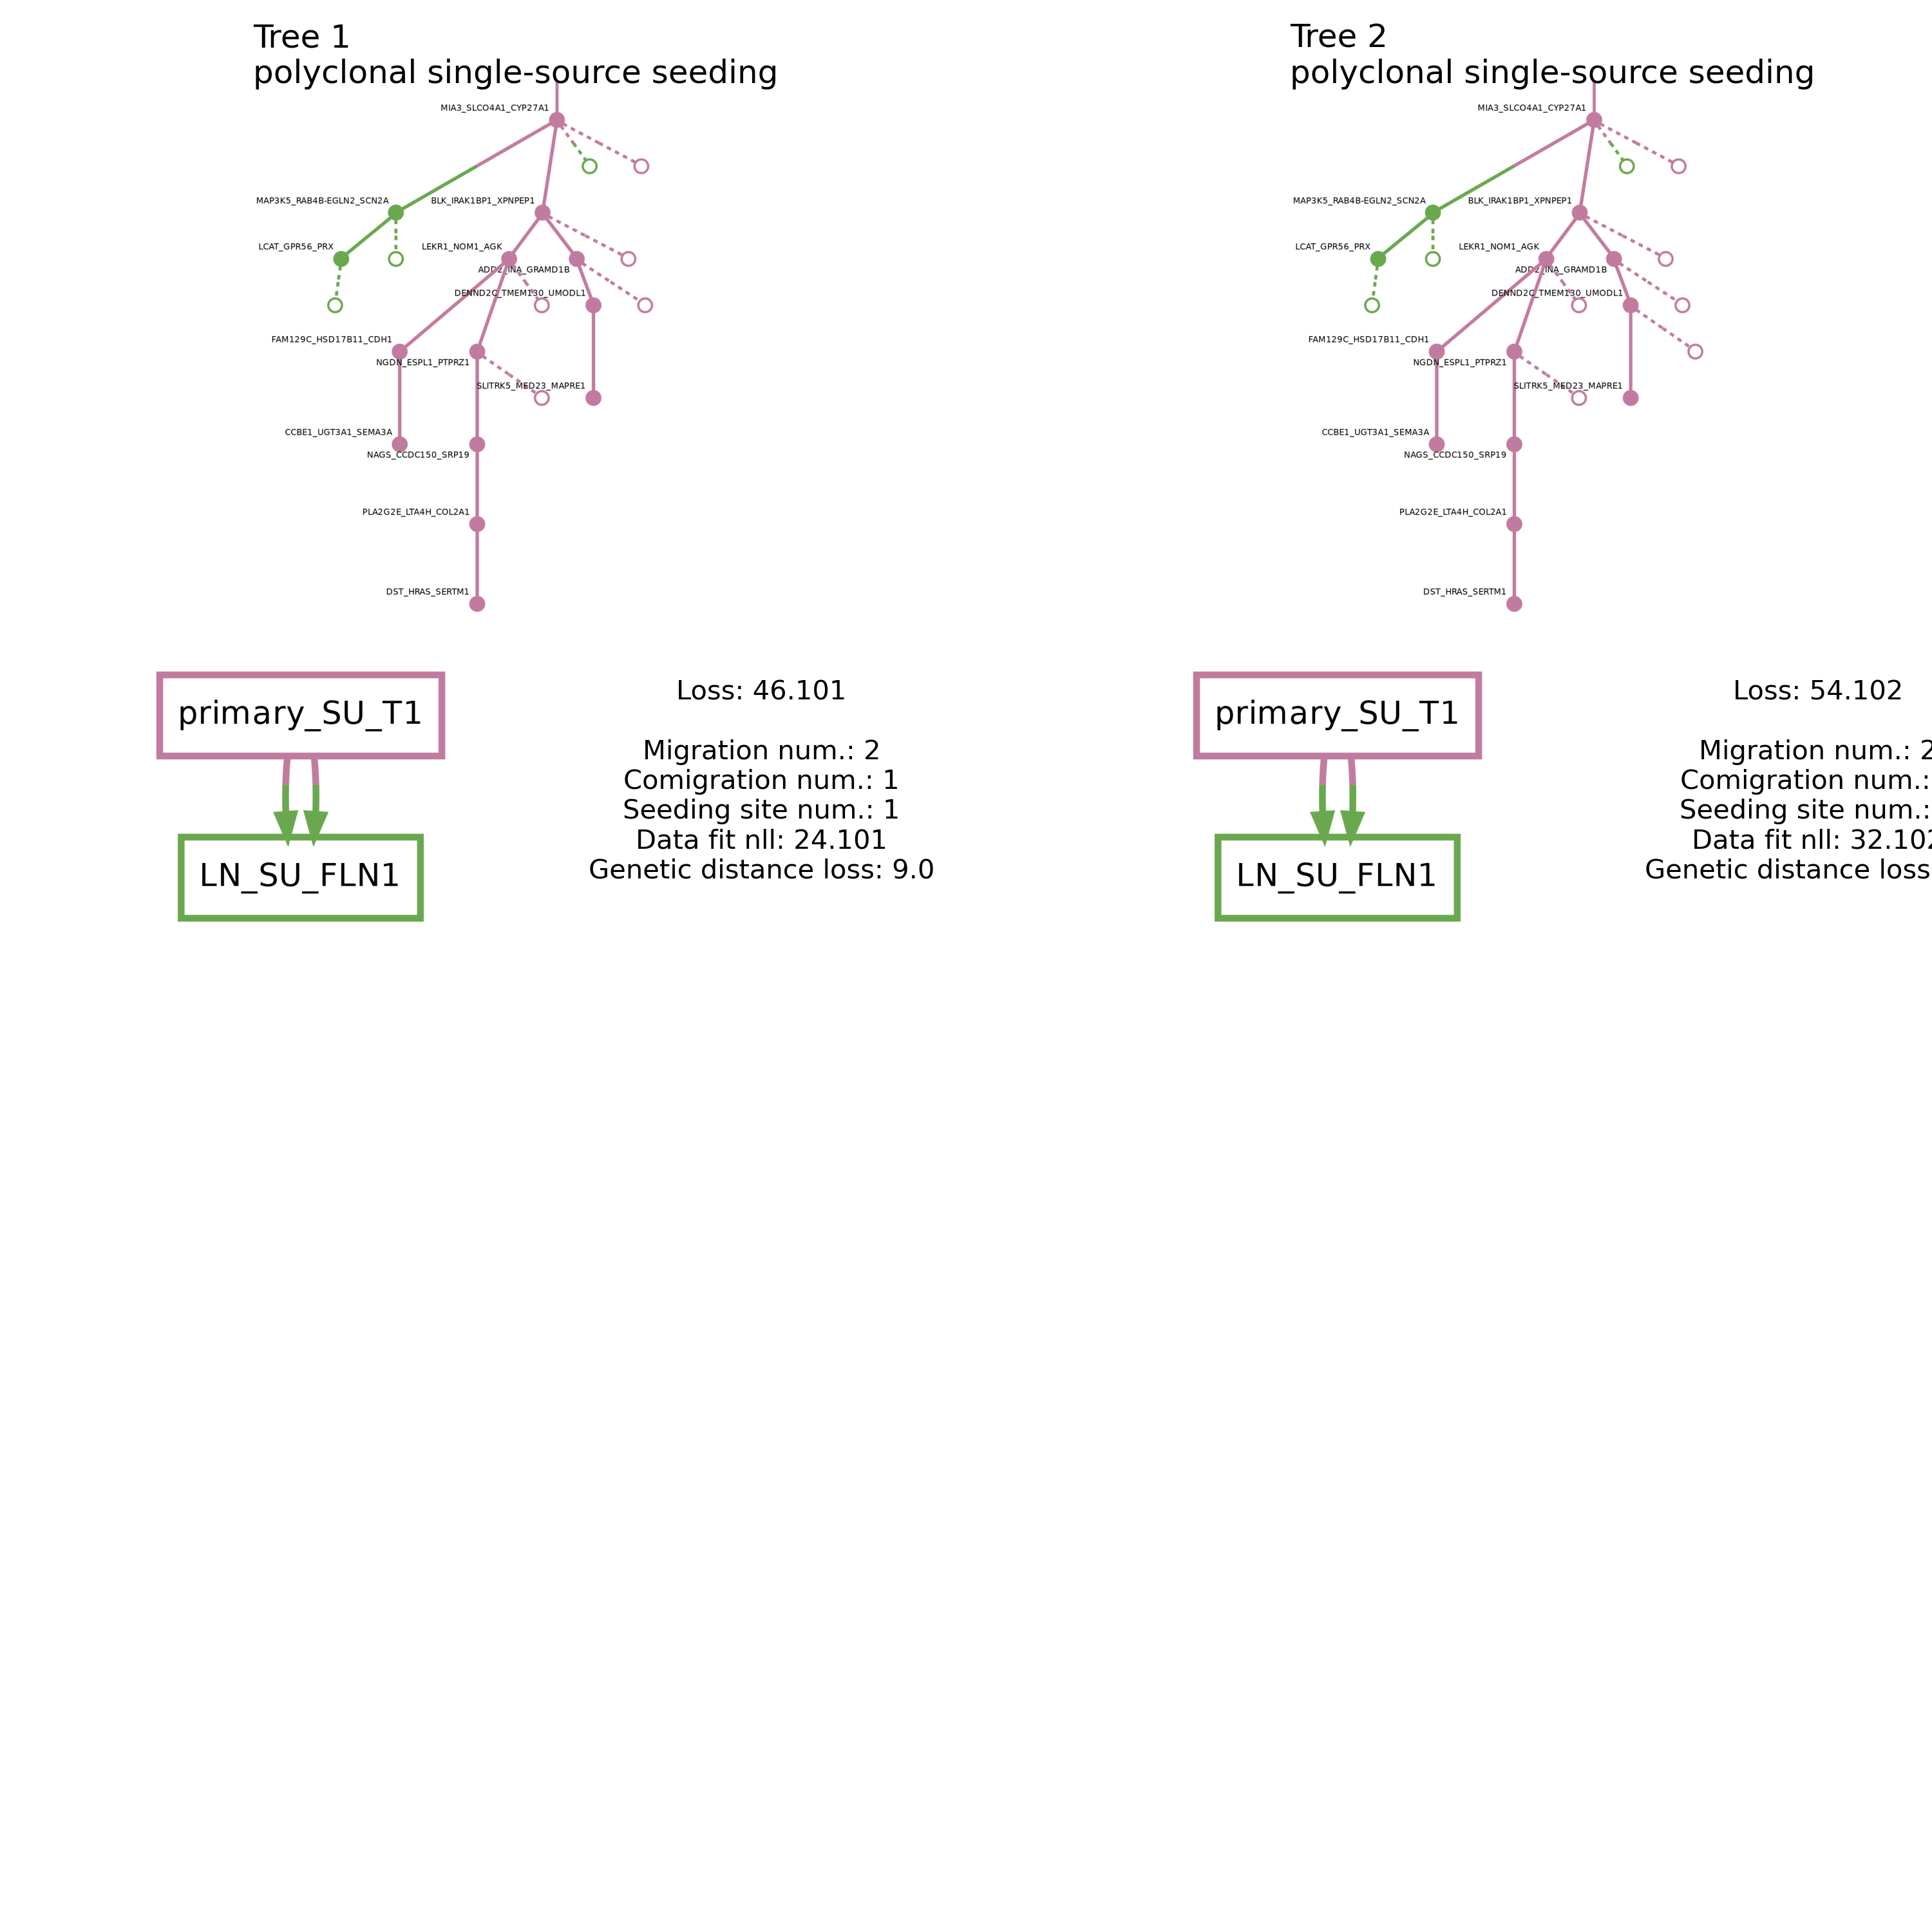 Tree 1
polyclonal single-source seeding
MIA3_SLCO4A1_CYP27A1
MAP3K5_RAB4B-EGLN2_SCN2A
BLK_IRAK1BP1_XPNPEP1
LCAT_GPR56_PRX
LEKR1_NOM1_AGK
ADD2_INA_GRAMD1B
DENND2C_TMEM130_UMODL1
FAM129C_HSD17B11_CDH1
NGDN_ESPL1_PTPRZ1
SLITRK5_MED23_MAPRE1
CCBE1_UGT3A1_SEMA3A
NAGS_CCDC150_SRP19
PLA2G2E_LTA4H_COL2A1
DST_HRAS_SERTM1
primary_SU_T1
LN_SU_FLN1
Loss: 46.101
Migration num.: 2
Comigration num.: 1
Seeding site num.: 1
Data fit nll: 24.101
Genetic distance loss: 9.0
Tree 2
polyclonal single-source seeding
MIA3_SLCO4A1_CYP27A1
MAP3K5_RAB4B-EGLN2_SCN2A
BLK_IRAK1BP1_XPNPEP1
LCAT_GPR56_PRX
LEKR1_NOM1_AGK
ADD2_INA_GRAMD1B
DENND2C_TMEM130_UMODL1
FAM129C_HSD17B11_CDH1
NGDN_ESPL1_PTPRZ1
SLITRK5_MED23_MAPRE1
CCBE1_UGT3A1_SEMA3A
NAGS_CCDC150_SRP19
PLA2G2E_LTA4H_COL2A1
DST_HRAS_SERTM1
primary_SU_T1
LN_SU_FLN1
Loss: 54.102
Migration num.: 2
Comigration num.:
Seeding site num.:
Data fit nll: 32.102
Genetic distance loss